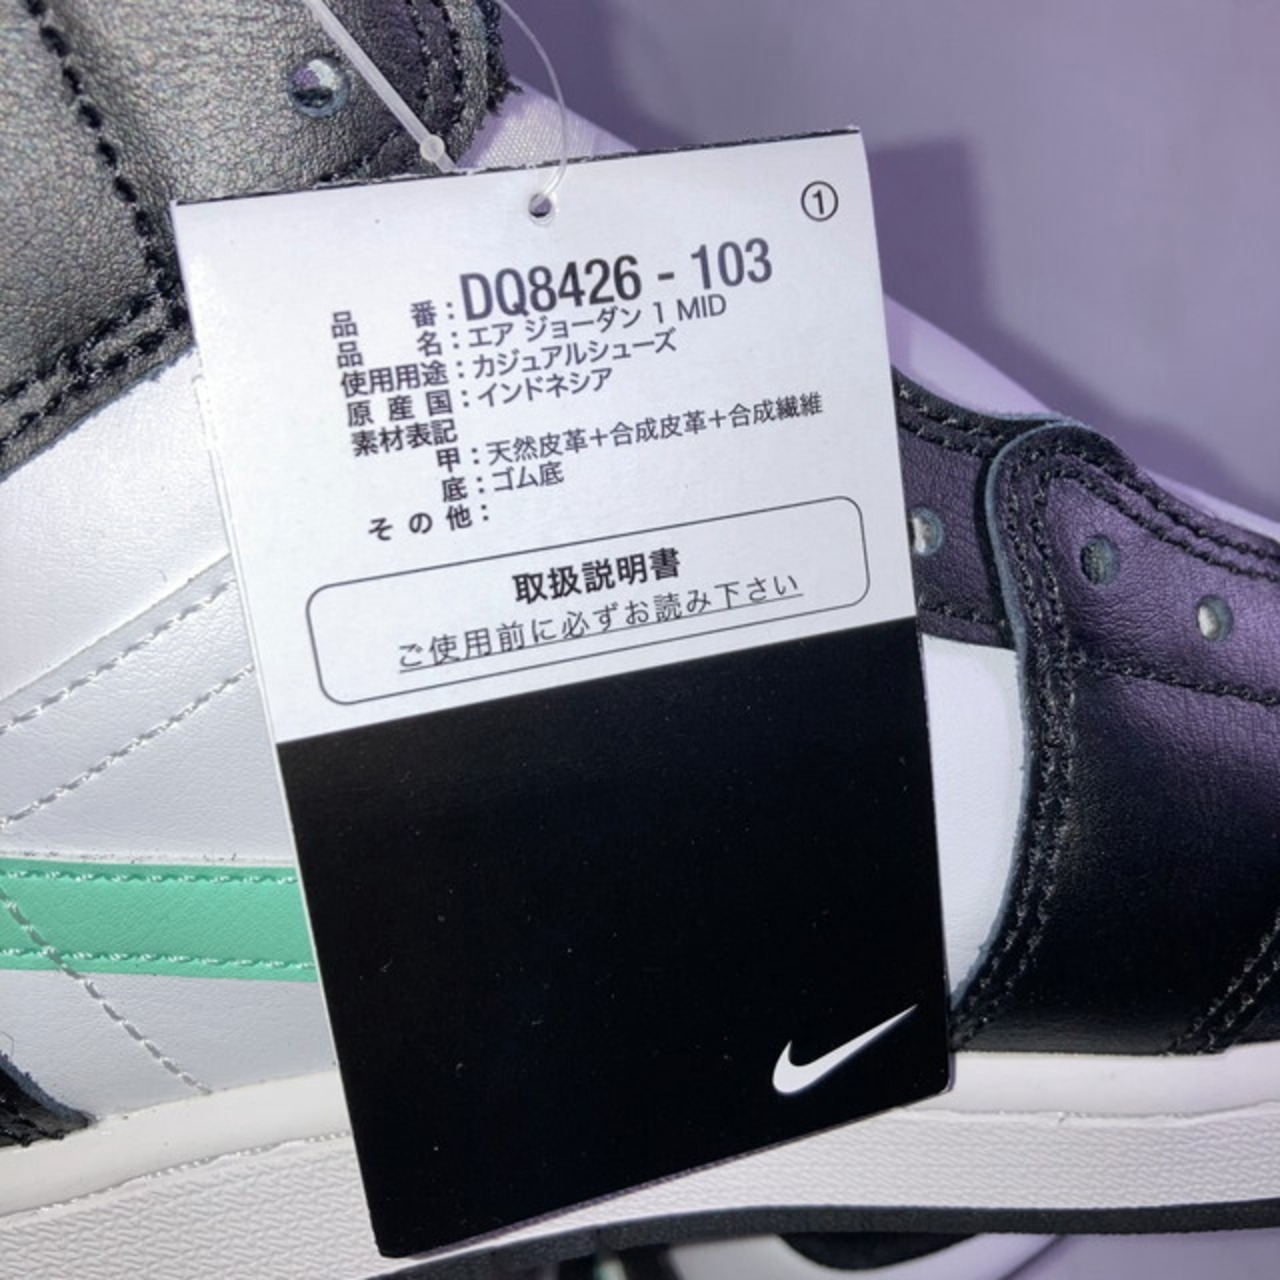 ①
品番：DQ8426 - 103
品名：エア ジョーダン 1 MID
使用用途：カジュアルシューズ
原産国：インドネシア
素材表記
甲：天然皮革＋合成皮革＋合成繊維
底：ゴム底
その他：
取扱説明書
ご使用前に必ずお読み下さい